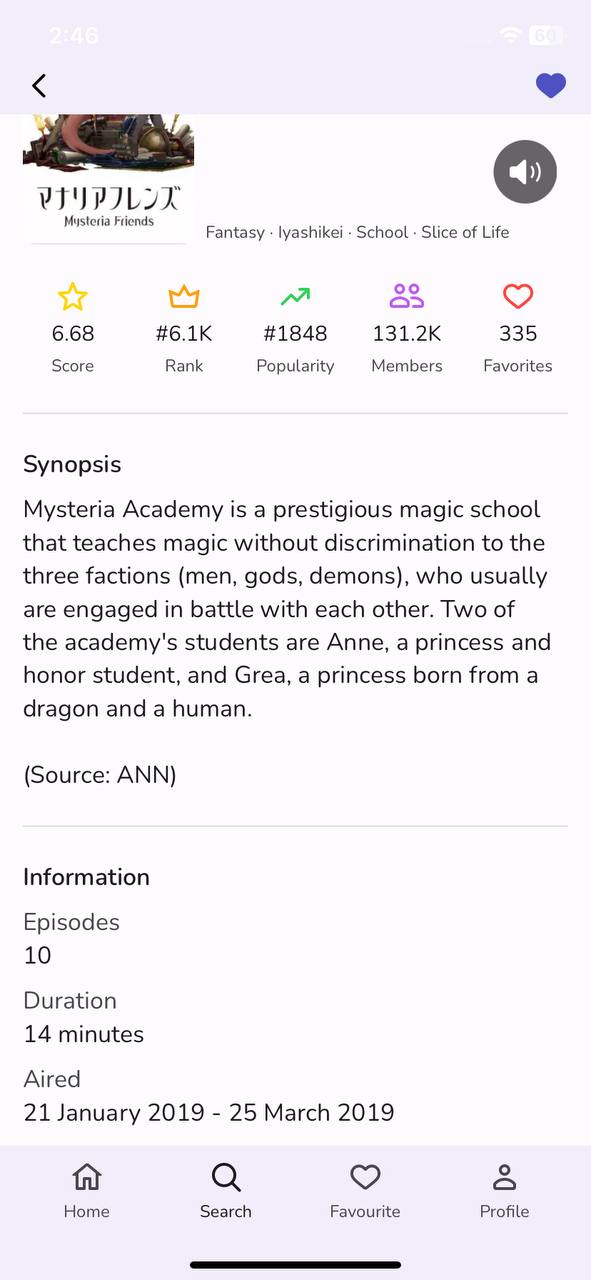 2:46
60
マナリアフレンズ
Mysteria Friends
Fantasy · Iyashikei · School · Slice of Life
6.68
#6.1K
#1848
131.2K
335
Score
Rank
Popularity
Members
Favorites
Synopsis
Mysteria Academy is a prestigious magic school
that teaches magic without discrimination to the
three factions (men, gods, demons), who usually
are engaged in battle with each other. Two of
the academy's students are Anne, a princess and
honor student, and Grea, a princess born from a
dragon and a human.
(Source: ANN)
Information
Episodes
10
Duration
14 minutes
Aired
21 January 2019 - 25 March 2019
Home
Search
Favourite
Profile